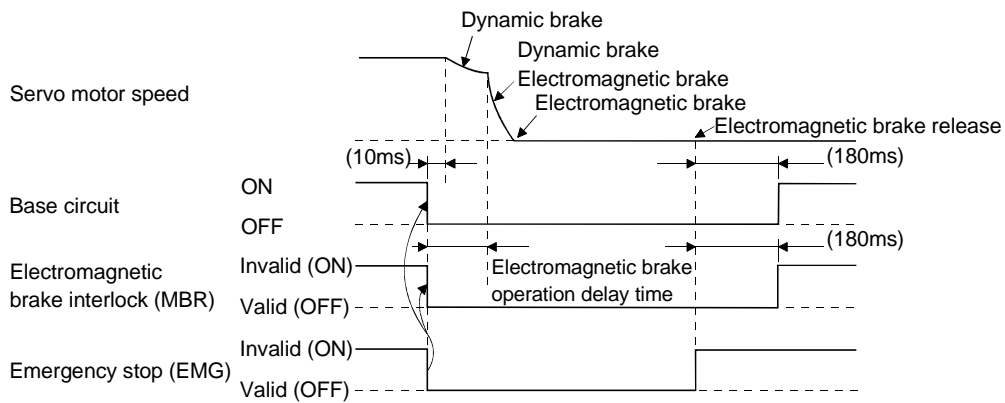 Dynamic brake
Dynamic brake
Electromagnetic brake
Servo motor speed
Electromagnetic brake
Electromagnetic brake release
(10ms)
(180ms)
ON
Base circuit
OFF
(180ms)
Electromagnetic
brake interlock (MBR)
Invalid (ON)
Valid (OFF)
Electromagnetic brake
operation delay time
Invalid (ON)
Emergency stop (EMG)
Valid (OFF)